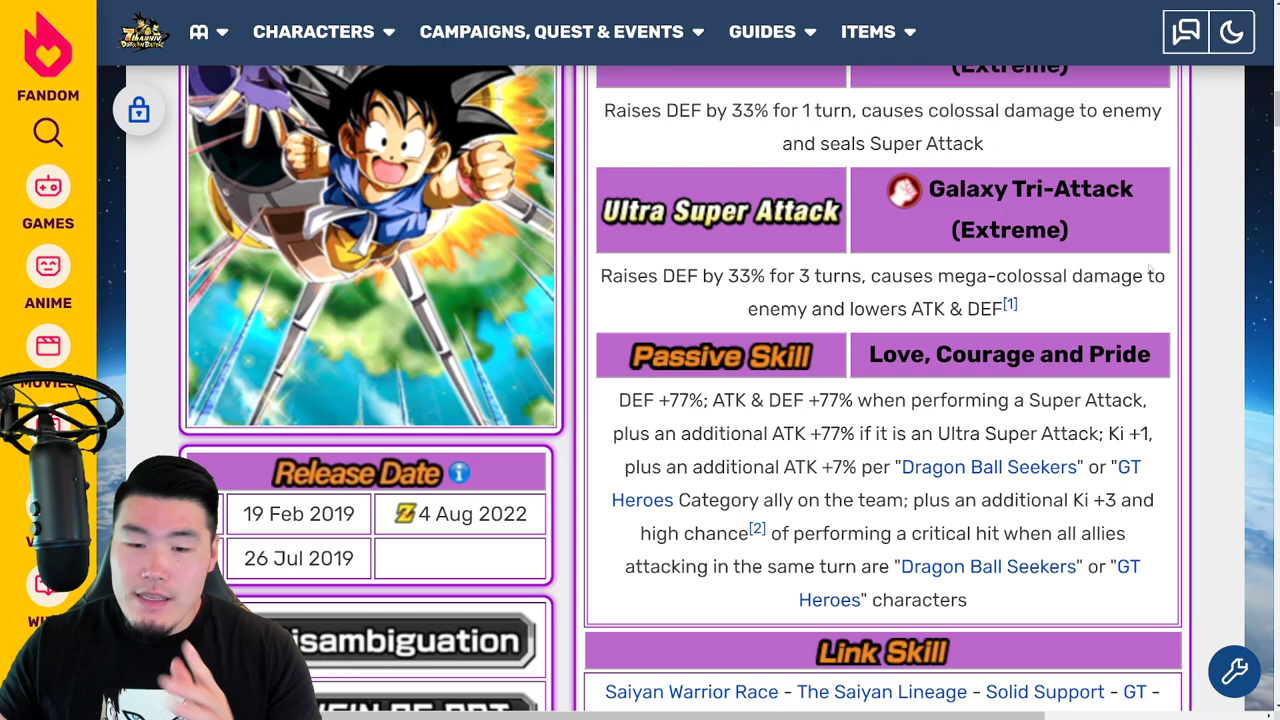 CHARACTERS
CAMPAIGNS, QUEST & EVENTS
GUIDES
ITEMS
FANDOM
GAMES
ANIME
MOVIES
(Extreme)
Raises DEF by 33% for 1 turn, causes colossal damage to enemy
and seals Super Attack
Ultra Super Attack
Galaxy Tri-Attack
(Extreme)
Raises DEF by 33% for 3 turns, causes mega-colossal damage to
enemy and lowers ATK & DEF[1]
Passive Skill
Love, Courage and Pride
DEF +77%; ATK & DEF +77% when performing a Super Attack,
plus an additional ATK +77% if it is an Ultra Super Attack; Ki +1,
plus an additional ATK +7% per "Dragon Ball Seekers" or "GT
Heroes Category ally on the team; plus an additional Ki +3 and
high chance[2] of performing a critical hit when all allies
attacking in the same turn are "Dragon Ball Seekers" or "GT
Heroes" characters
Link Skill
Saiyan Warrior Race - The Saiyan Lineage - Solid Support - GT -
Release Date
19 Feb 2019
Z 4 Aug 2022
26 Jul 2019
isambiguation